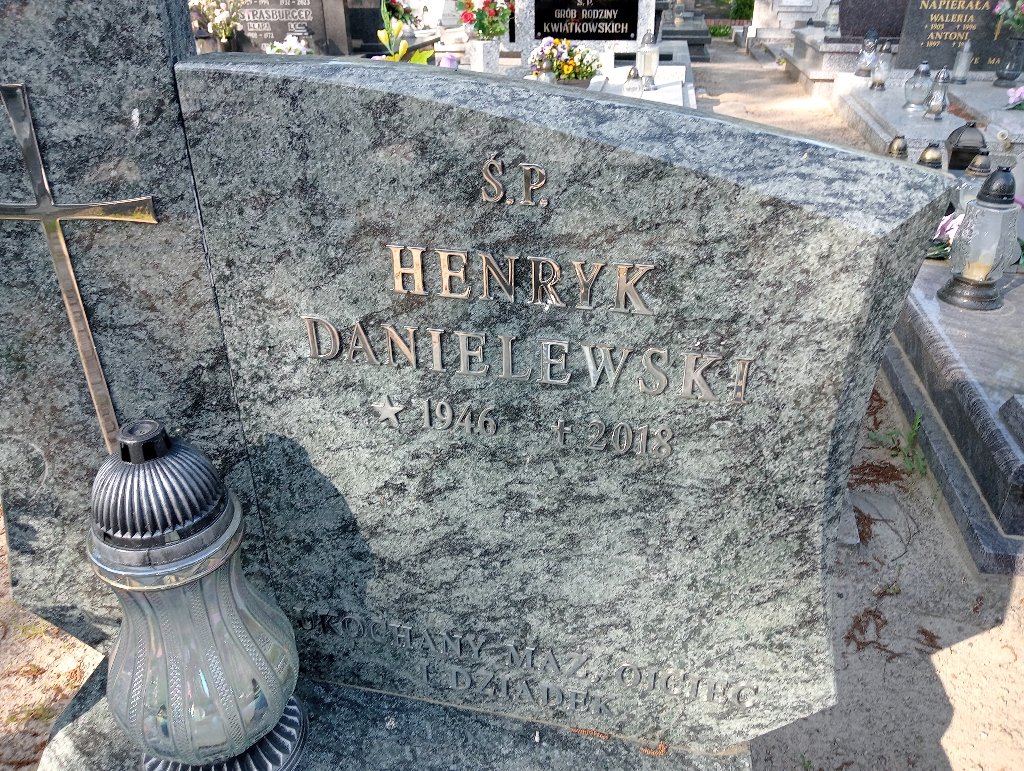 STRASBURGER
Ś.P.
GRÓB RODZINY
KWIATKOWSKICH
NAPIERAŁA
WALERIA
ANTONI
Ś.P.
HENRYK
DANIELEWSKI
★ 1946 ✝ 2018
UKOCHANY MĄŻ, OJCIEC
I DZIADEK